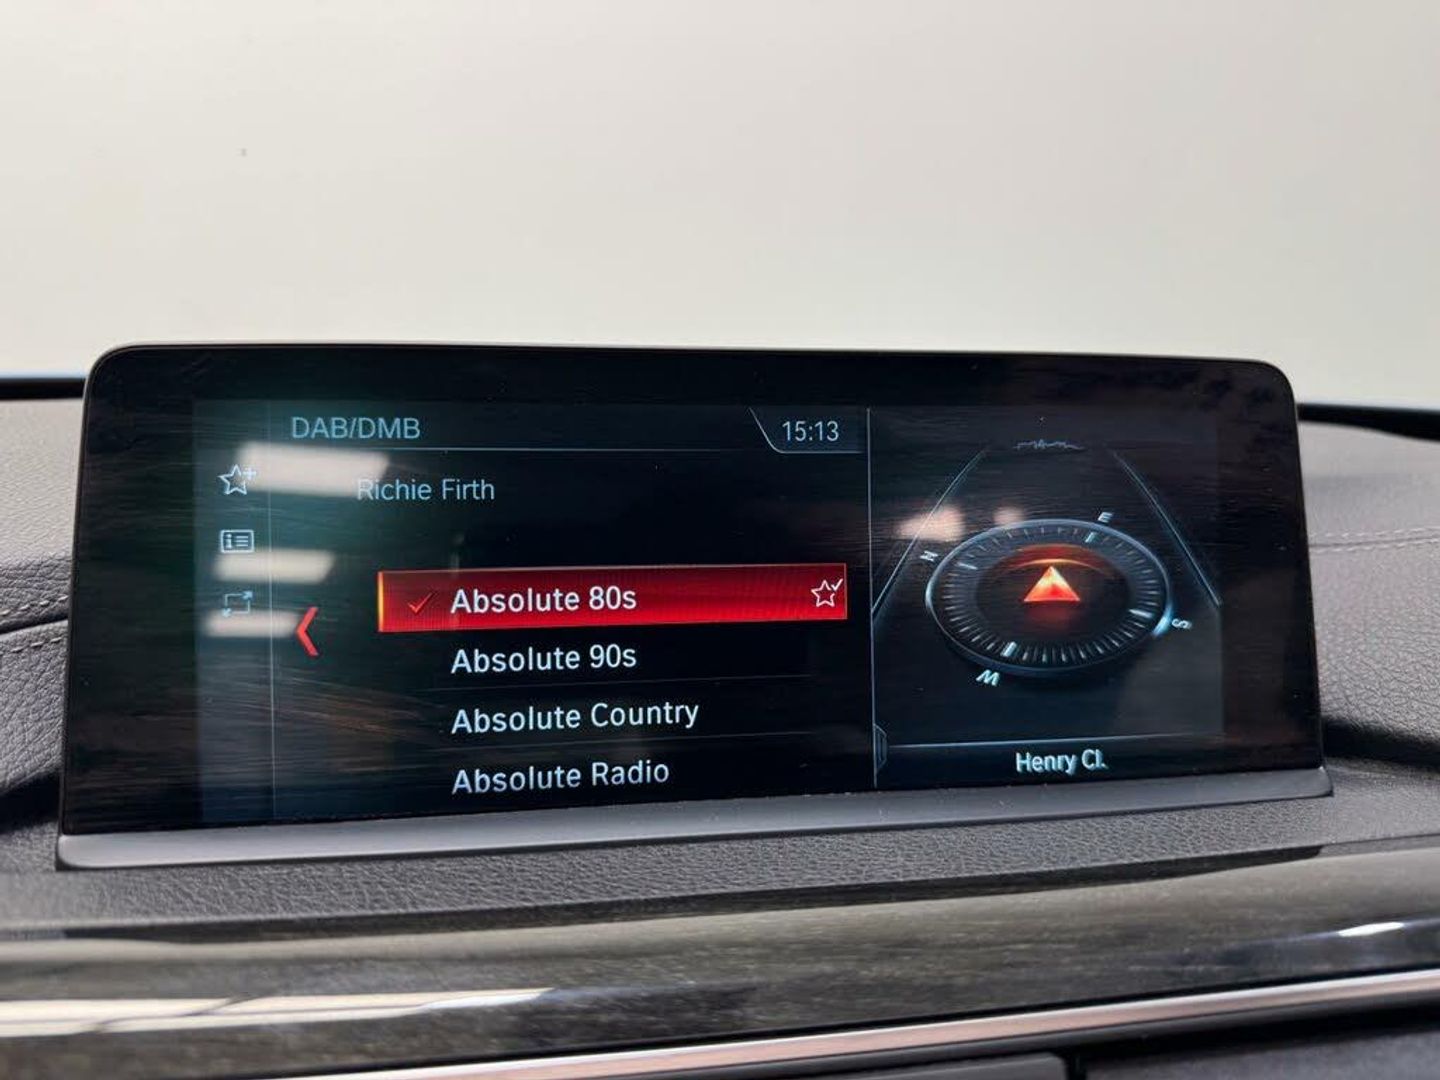 DAB/DMB
15:13
Richie Firth
Absolute 80s
Absolute 90s
Absolute Country
Absolute Radio
N
E
S
W
Henry Cl.